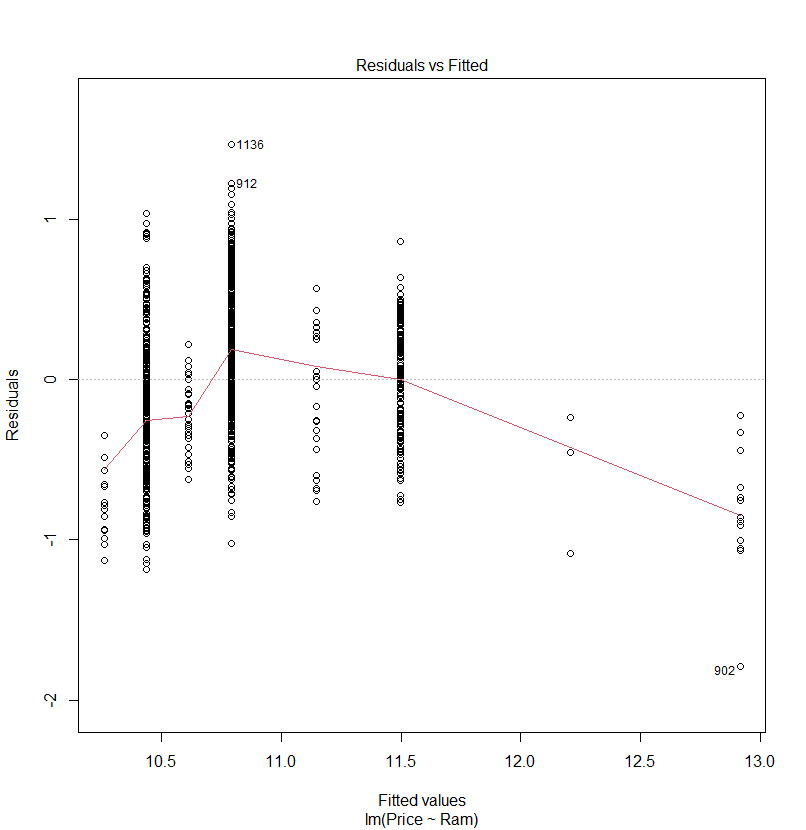 Residuals vs Fitted
1136
912
902
1
0
-1
-2
Residuals
10.5 11.0 11.5 12.0 12.5 13.0
Fitted values
lm(Price ~ Ram)